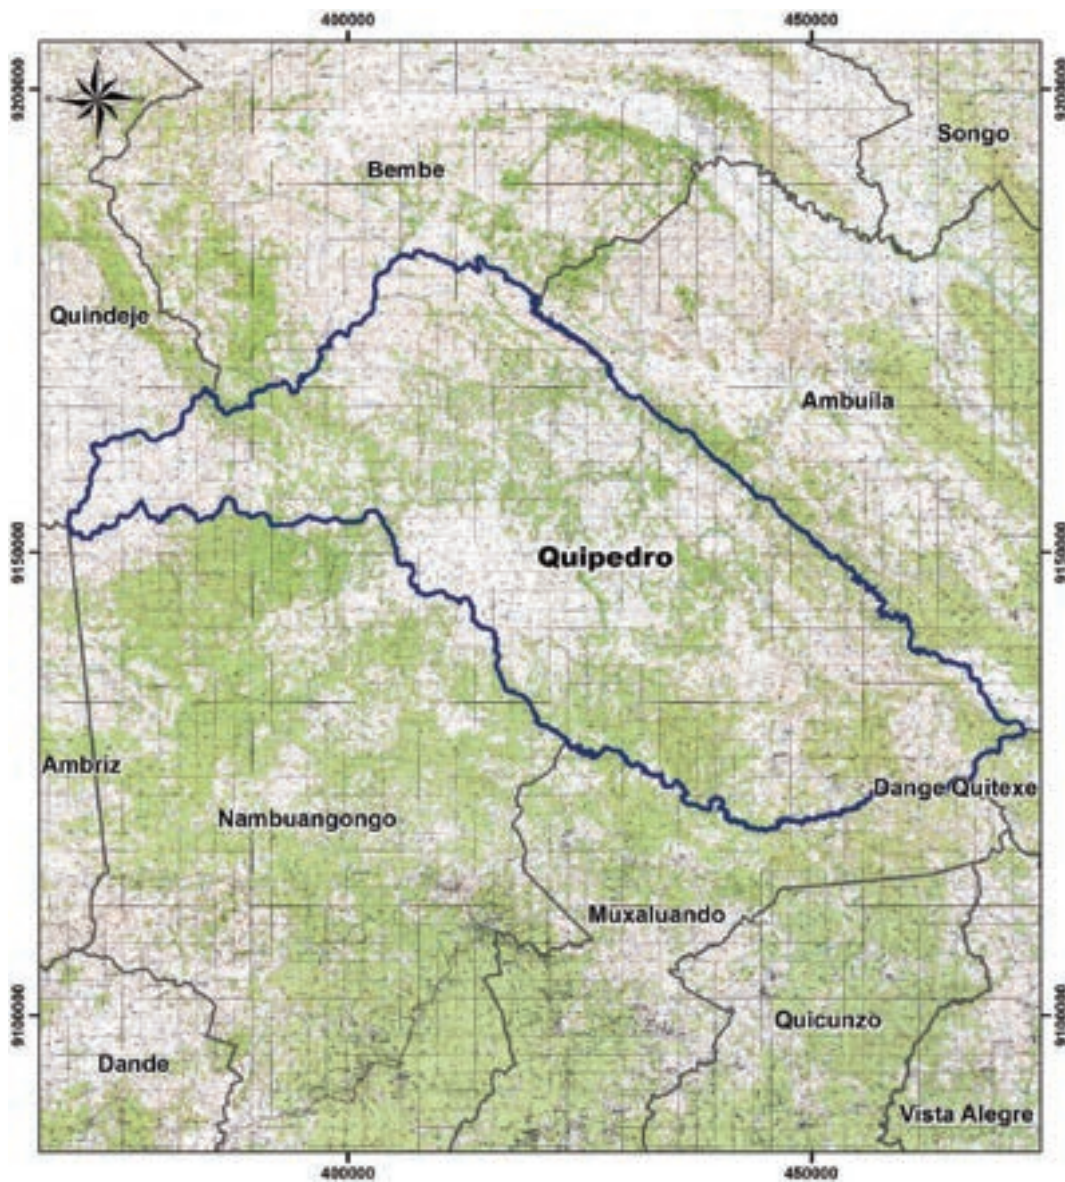 400000
450000
9200000
9200000
Songo
Bembe
Quindeje
Ambuíla
9150000
9150000
Quipedro
Ambriz
Dange Quitexe
Nambuangongo
Muxaluando
9100000
9100000
Quicunzo
Dande
Vista Alegre
400000
450000